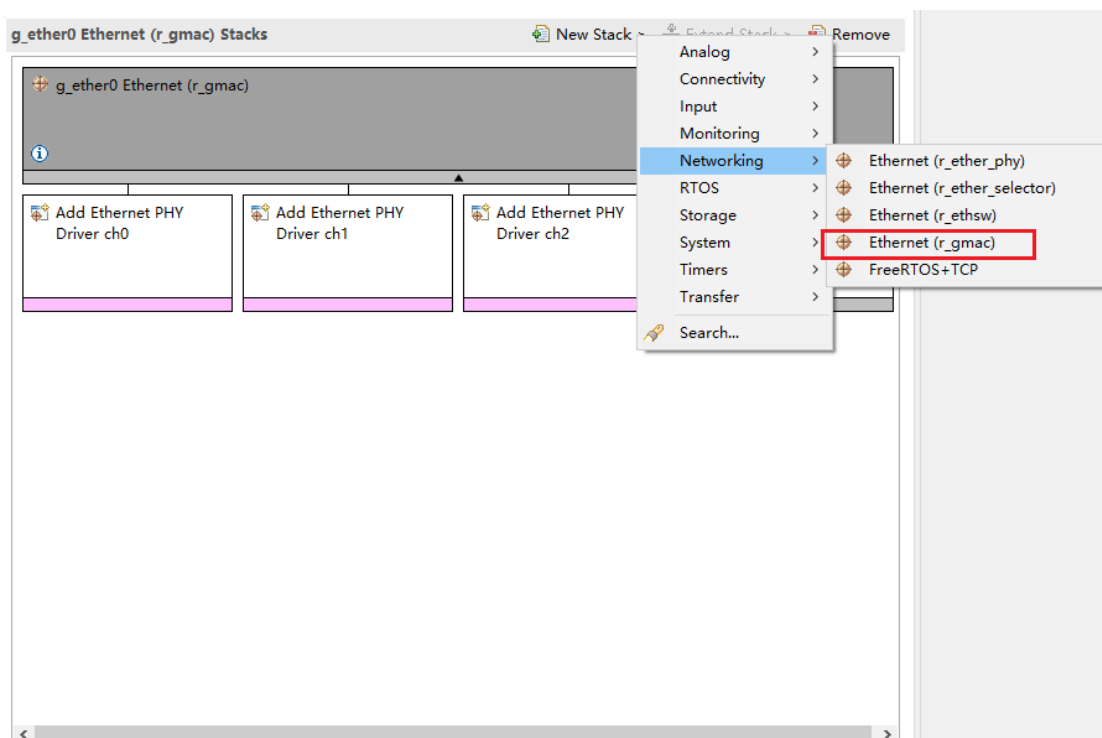 g_ether0 Ethernet (r_gmac) Stacks
New Stack >
Extend Stack >
Remove
g_ether0 Ethernet (r_gmac)
Add Ethernet PHY
Driver ch0
Add Ethernet PHY
Driver ch1
Add Ethernet PHY
Driver ch2
Analog
Connectivity
Input
Monitoring
Networking
RTOS
Storage
System
Timers
Transfer
Search...
Ethernet (r_ether_phy)
Ethernet (r_ether_selector)
Ethernet (r_ethsw)
Ethernet (r_gmac)
FreeRTOS+TCP